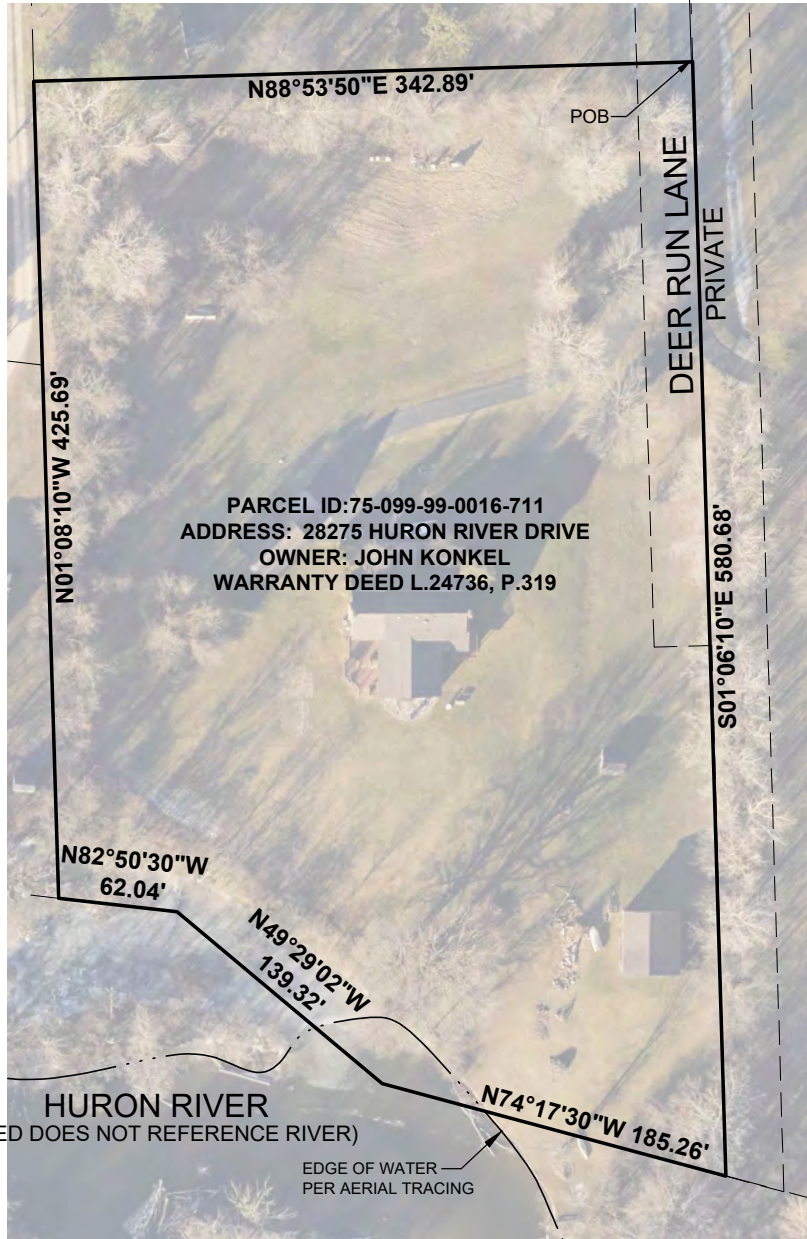 N88°53'50"E 342.89'
POB
DEER RUN LANE
PRIVATE
N01°08'10"W 425.69'
PARCEL ID:75-099-99-0016-711
ADDRESS: 28275 HURON RIVER DRIVE
OWNER: JOHN KONKEL
WARRANTY DEED L.24736, P.319
S01°06'10"E 580.68'
N82°50'30"W
62.04'
N49°29'02"W
139.32'
N74°17'30"W 185.26'
HURON RIVER
ED DOES NOT REFERENCE RIVER)
EDGE OF WATER
PER AERIAL TRACING